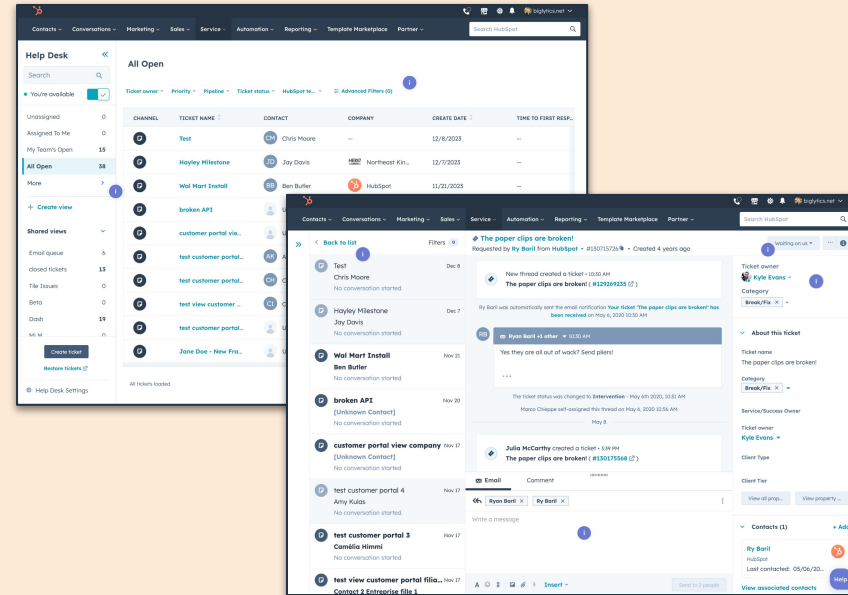 biglytics.net
Contacts Conversations Marketing Sales Service Automation Reporting Template Marketplace Partner
Search HubSpot
Help Desk
Search
You're available
Unassigned 0
Assigned To Me 0
My Team's Open 15
All Open 38
More
+ Create view
Shared views
Email queue 6
closed tickets 13
Tile Issues 0
Beta 0
Dash 19
Create ticket
Restore tickets
Help Desk Settings
All Open
Ticket owner Priority Pipeline Ticket status HubSpot te... Advanced Filters (0)
CHANNEL TICKET NAME CONTACT COMPANY CREATE DATE TIME TO FIRST RESP...
Test CM Chris Moore -- 12/8/2023 --
Hayley Milestone JD Jay Davis Northeast Kin... 12/7/2023 --
Wal Mart Install BB Ben Butler HubSpot 11/21/2023 --
broken API U
customer portal vie... U
test customer portal... AK A
test customer portal... CH C
test view customer ... C
test customer portal... U
Jane Doe - New Fra... U
All tickets loaded
biglytics.net
Contacts Conversations Marketing Sales Service Automation Reporting Template Marketplace Partner
Search HubSpot
Back to list Filters 0
Test Dec 8
Chris Moore
No conversation started
Hayley Milestone Dec 7
Jay Davis
No conversation started
Wal Mart Install Nov 21
Ben Butler
No conversation started
broken API Nov 20
[Unknown Contact]
No conversation started
customer portal view company Nov 17
[Unknown Contact]
No conversation started
test customer portal 4 Nov 17
Amy Kulas
No conversation started
test customer portal 3 Nov 17
Camélia Himmi
No conversation started
test view customer portal filia... Nov 17
Contact 2 Entreprise fille 1
The paper clips are broken!
Requested by Ry Baril from HubSpot • #130715726 • Created 4 years ago
New thread created a ticket • 10:30 AM
The paper clips are broken! ( #129269235 )
Ry Baril was automatically sent the email notification Your ticket 'The paper clips are broken!' has
been received on May 6, 2020 10:30 AM
RB
Ryan Baril +1 other 10:30 AM
Yes they are all out of wack? Send pliers!
...
The ticket status was changed to Intervention - May 6th 2020, 10:31 AM
Marco Chieppe self-assigned this thread on May 6, 2020 10:56 AM
May 8
Julia McCarthy created a ticket • 5:39 PM
The paper clips are broken! ( #130175568 )
Email Comment
Ryan Baril × Ry Baril ×
Write a message
Insert
Send to 2 people
Waiting on us
Ticket owner
Kyle Evans
Category
Break/Fix ×
About this ticket
Ticket name
The paper clips are broken!
Category
Break/Fix ×
Service/Success Owner
Ticket owner
Kyle Evans
Client Type
Client Tier
View all prop... View property ...
Contacts (1) + Add
Ry Baril
HubSpot
Last contacted: 05/06/20...
View associated contacts
Help